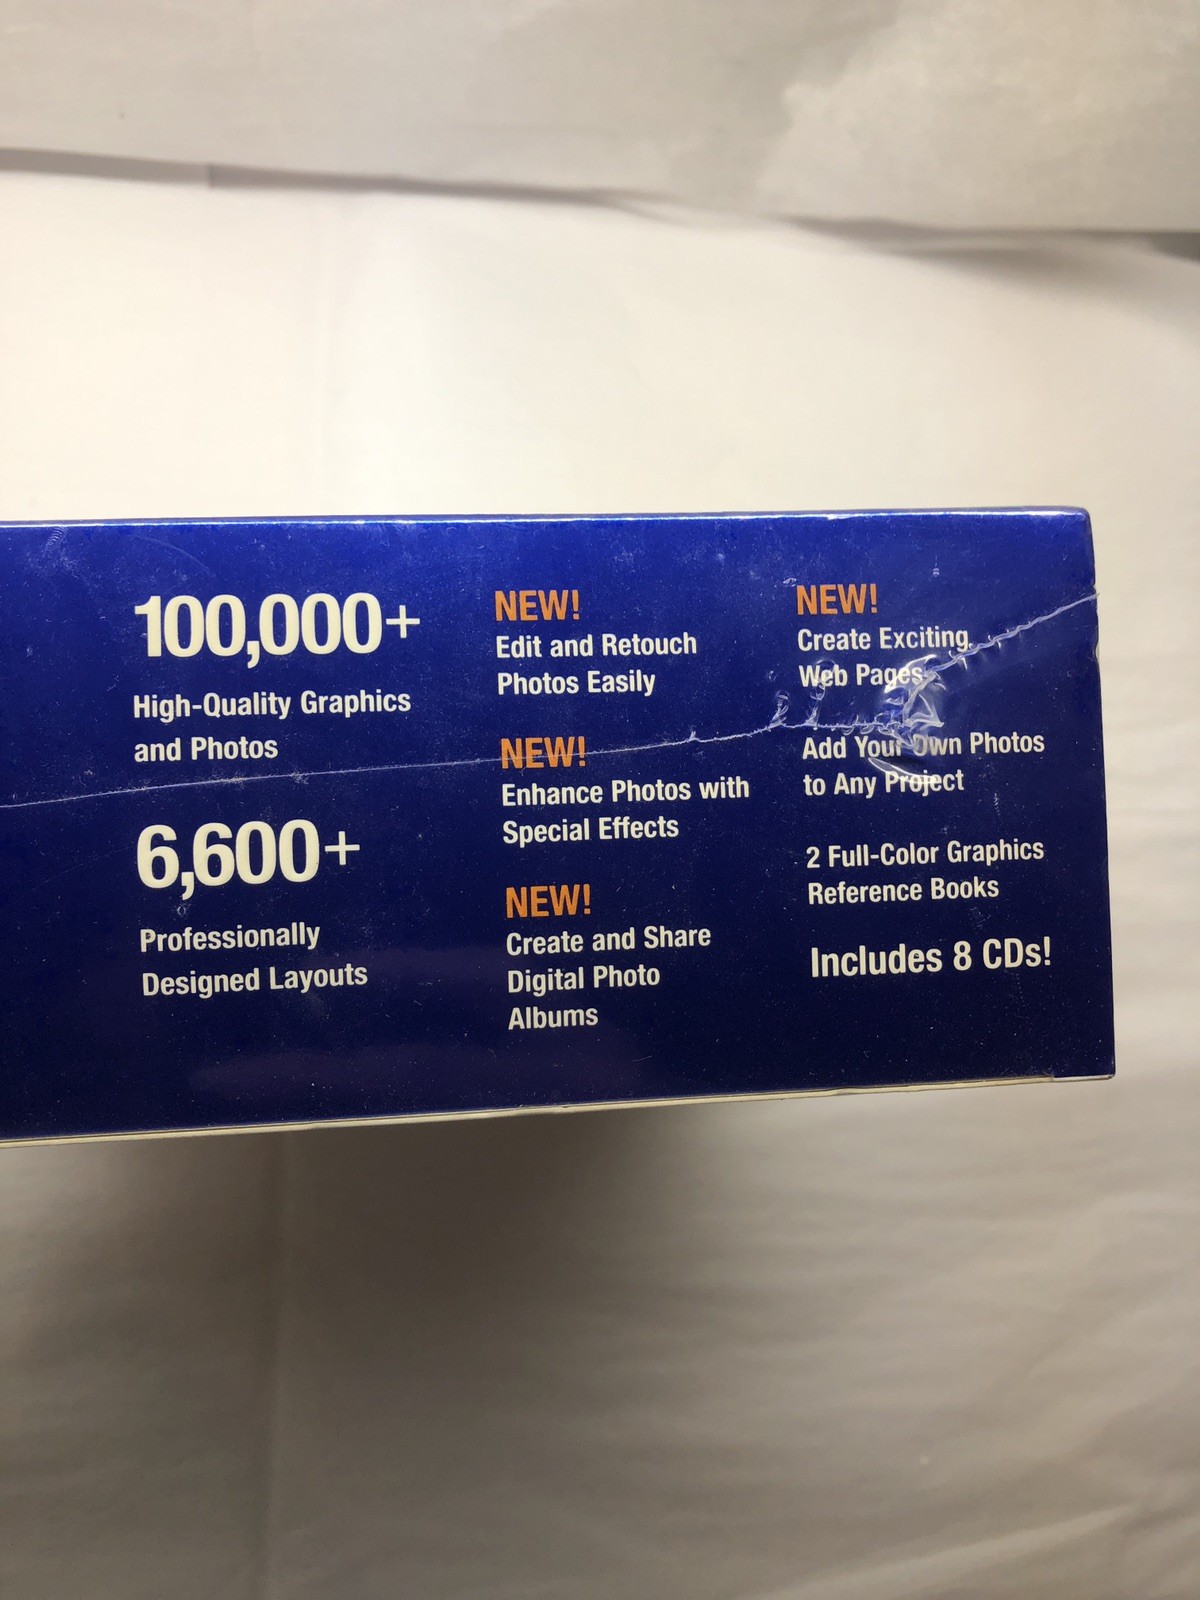 100,000+
High-Quality Graphics
and Photos
6,600+
Professionally
Designed Layouts
NEW!
Edit and Retouch
Photos Easily
NEW!
Enhance Photos with
Special Effects
NEW!
Create and Share
Digital Photo
Albums
NEW!
Create Exciting
Web Pages
Add Your Own Photos
to Any Project
2 Full-Color Graphics
Reference Books
Includes 8 CDs!